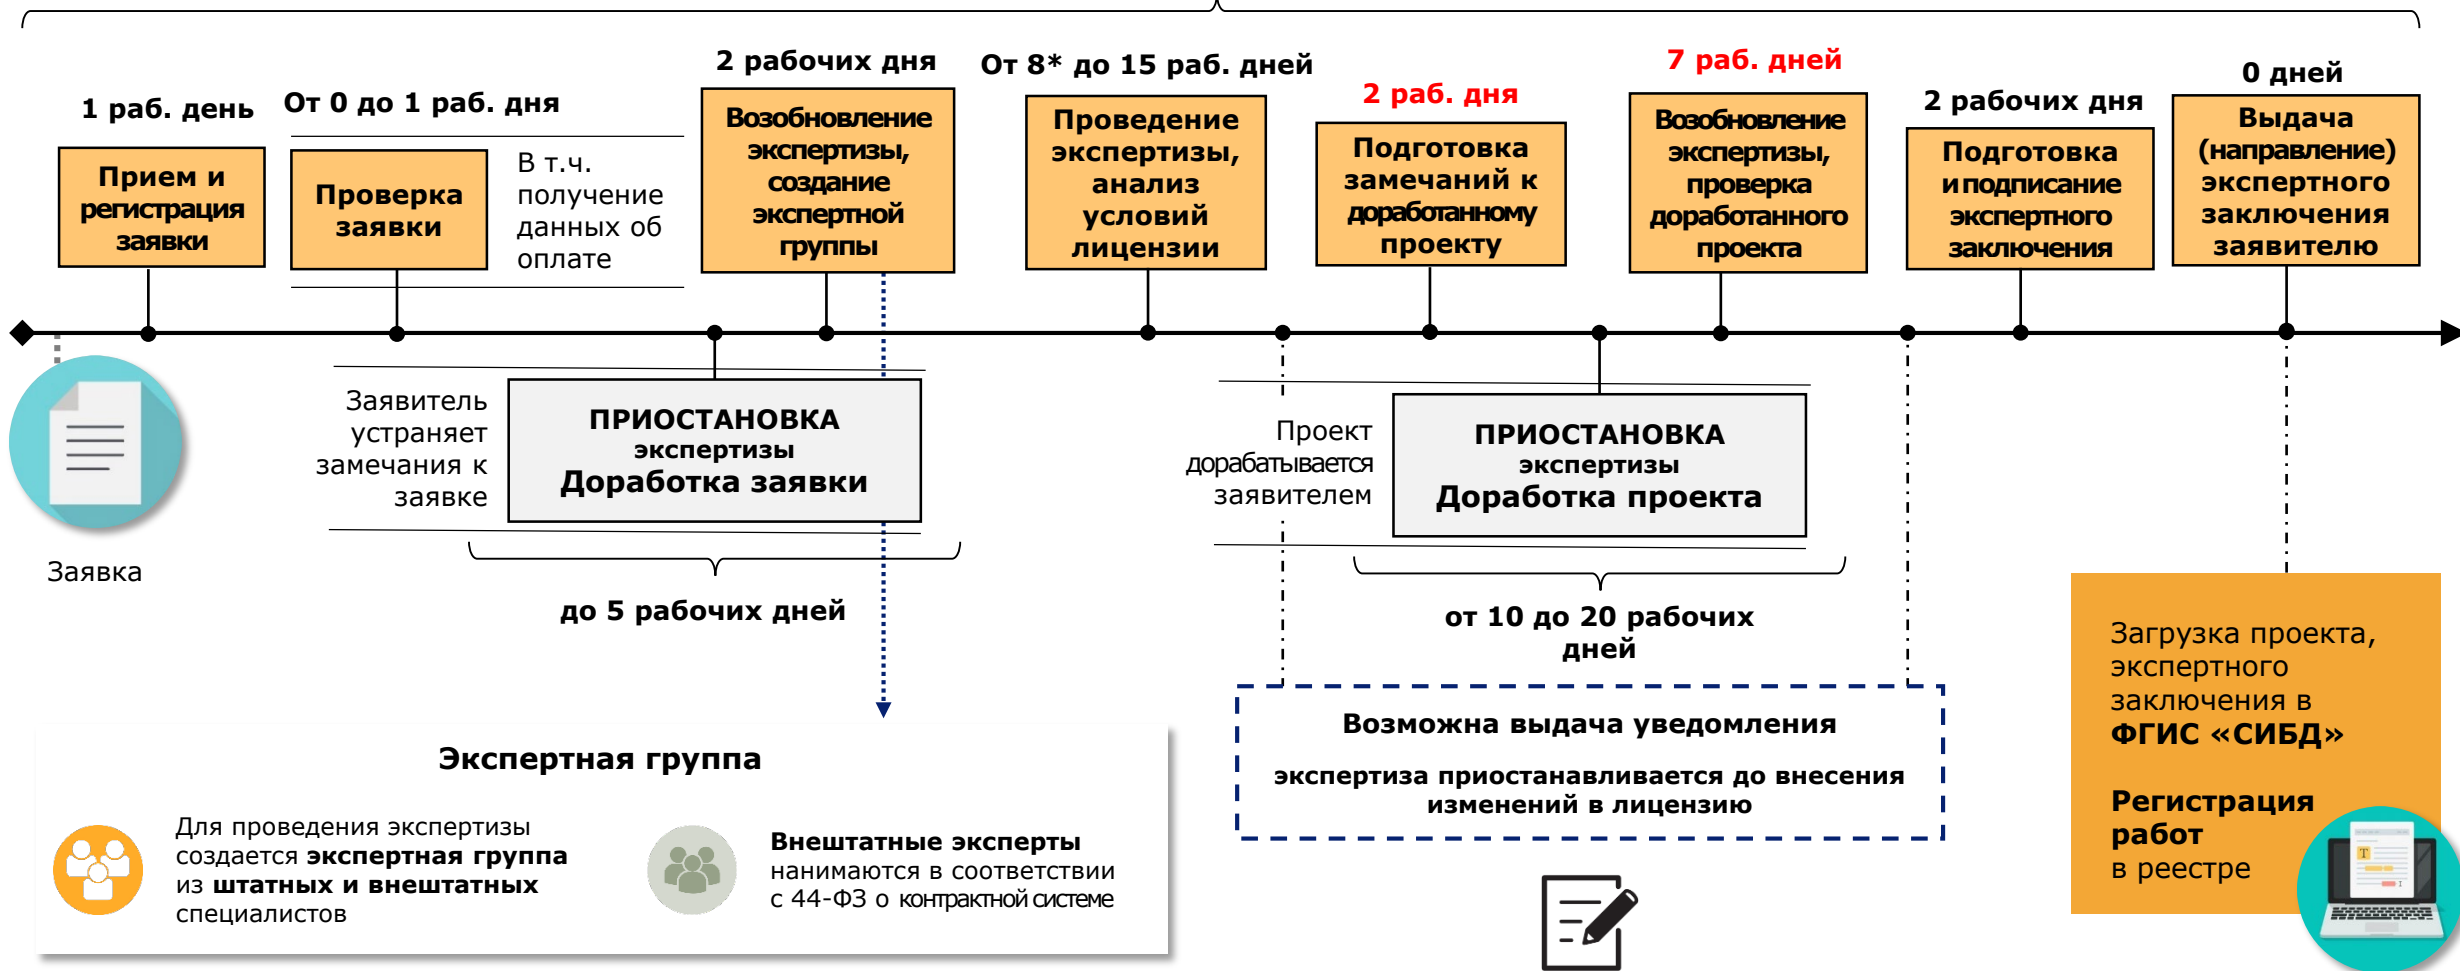 1 раб. день
Прием и
регистрация
заявки
От 0 до 1 раб. дня
Проверка
заявки
В т.ч.
получение
данных об
оплате
2 рабочих дня
Возобновление
экспертизы,
создание
экспертной
группы
От 8* до 15 раб. дней
Проведение
экспертизы,
анализ
условий
лицензии
2 раб. дня
Подготовка
замечаний к
доработанному
проекту
7 раб. дней
Возобновление
экспертизы,
проверка
доработанного
проекта
2 рабочих дня
Подготовка
и подписание
экспертного
заключения
0 дней
Выдача
(направление)
экспертного
заключения
заявителю
Заявка
Заявитель
устраняет
замечания к
заявке
ПРИОСТАНОВКА
экспертизы
Доработка заявки
до 5 рабочих дней
Проект
дорабатывается
заявителем
ПРИОСТАНОВКА
экспертизы
Доработка проекта
от 10 до 20 рабочих
дней
Возможна выдача уведомления
экспертиза приостанавливается до внесения
изменений в лицензию
Загрузка проекта,
экспертного
заключения в
ФГИС «СИБД»
Регистрация
работ
в реестре
Экспертная группа
Для проведения экспертизы
создается экспертная группа
из штатных и внештатных
специалистов
Внештатные эксперты
нанимаются в соответствии
с 44-ФЗ о контрактной системе
T